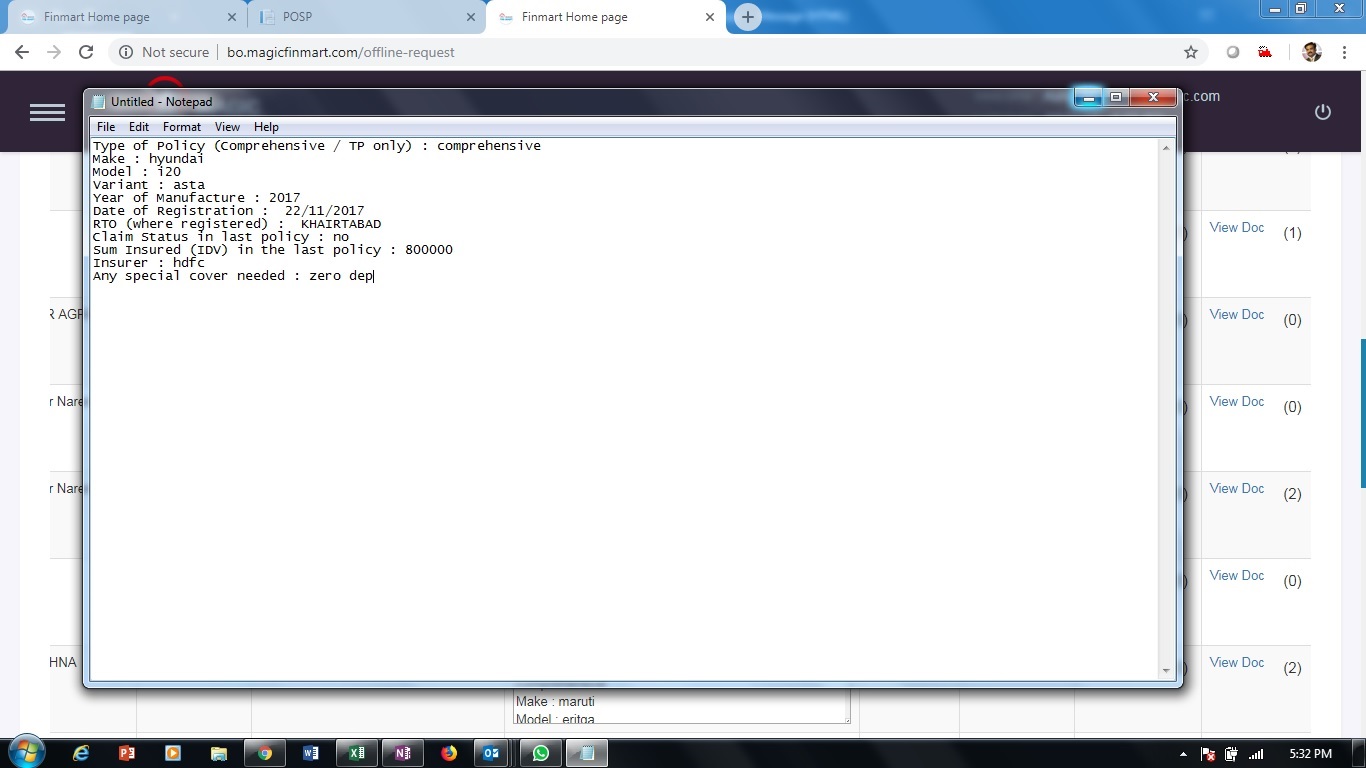 Finmart Home page
POSP
Finmart Home page
Not secure | bo.magicfinmart.com/offline-request
Untitled - Notepad
c.com
File Edit Format View Help
Type of Policy (Comprehensive / TP only) : comprehensive
Make : hyundai
Model : i20
Variant : asta
Year of Manufacture : 2017
Date of Registration :  22/11/2017
RTO (where registered) :  KHAIRTABAD
Claim Status in last policy : no
Sum Insured (IDV) in the last policy : 800000
Insurer : hdfc
Any special cover needed : zero dep
View Doc (1)
R AGR View Doc (0)
r Nare View Doc (0)
r Nare View Doc (2)
View Doc (0)
HNA View Doc (2)
Make : maruti
Model : eritga
5:32 PM